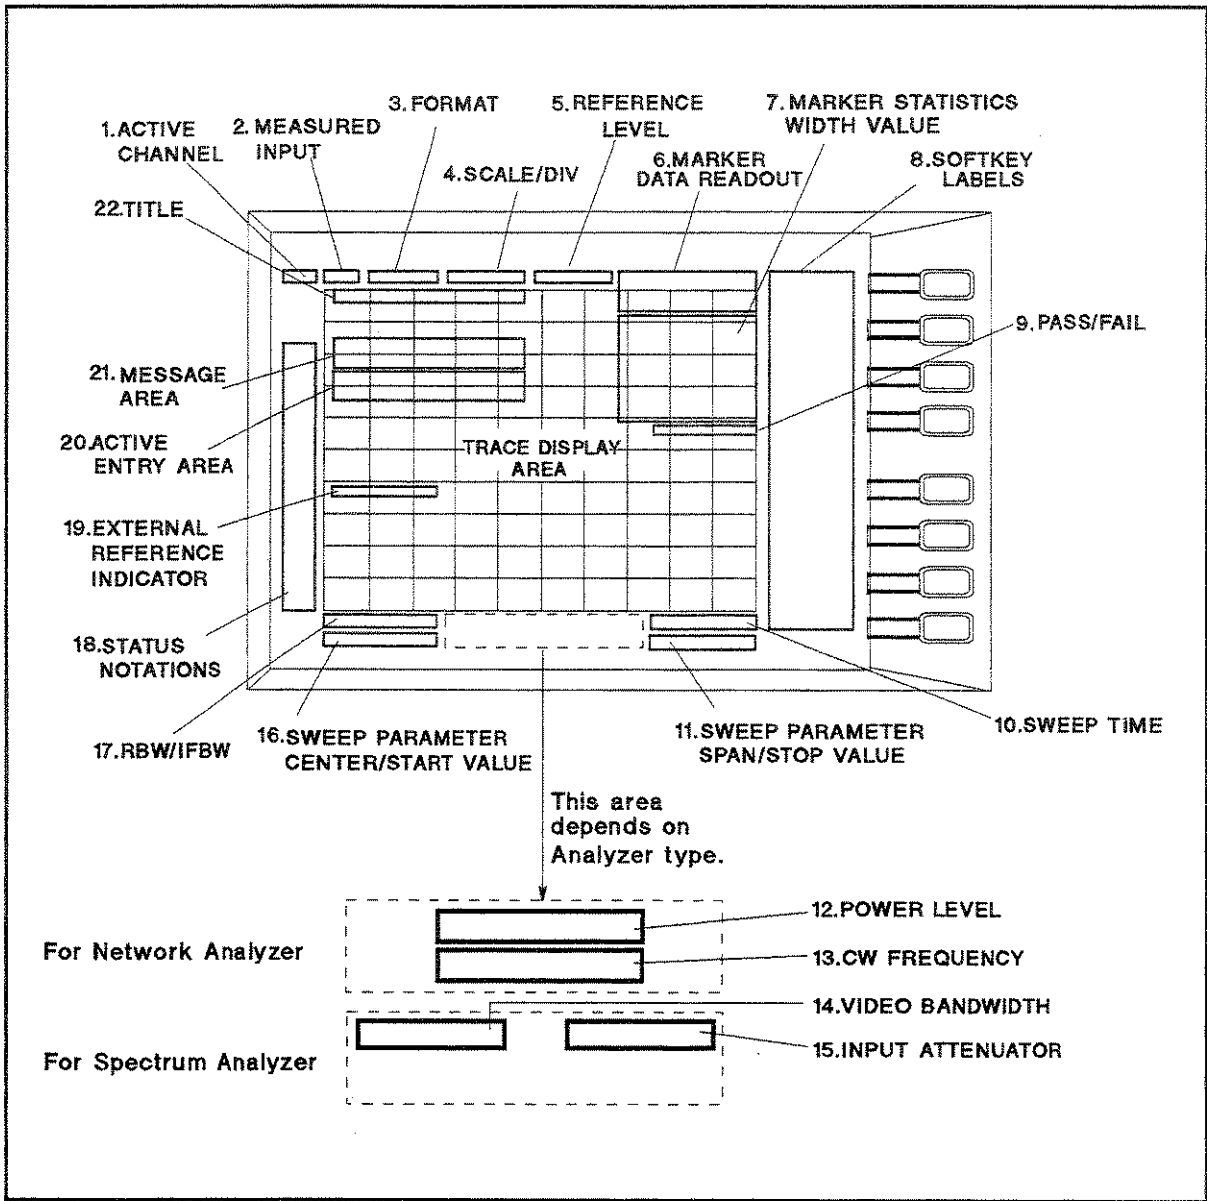 1.ACTIVE
CHANNEL
2. MEASURED
INPUT
3.FORMAT
4.SCALE/DIV
5.REFERENCE
LEVEL
6.MARKER
DATA READOUT
7.MARKER STATISTICS
WIDTH VALUE
8.SOFTKEY
LABELS
22.TITLE
9.PASS/FAIL
21.MESSAGE
AREA
20.ACTIVE
ENTRY AREA
TRACE DISPLAY
AREA
19.EXTERNAL
REFERENCE
INDICATOR
18.STATUS
NOTATIONS
17.RBW/IFBW
16.SWEEP PARAMETER
CENTER/START VALUE
11.SWEEP PARAMETER
SPAN/STOP VALUE
10.SWEEP TIME
This area
depends on
Analyzer type.
For Network Analyzer
12.POWER LEVEL
13.CW FREQUENCY
For Spectrum Analyzer
14.VIDEO BANDWIDTH
15.INPUT ATTENUATOR